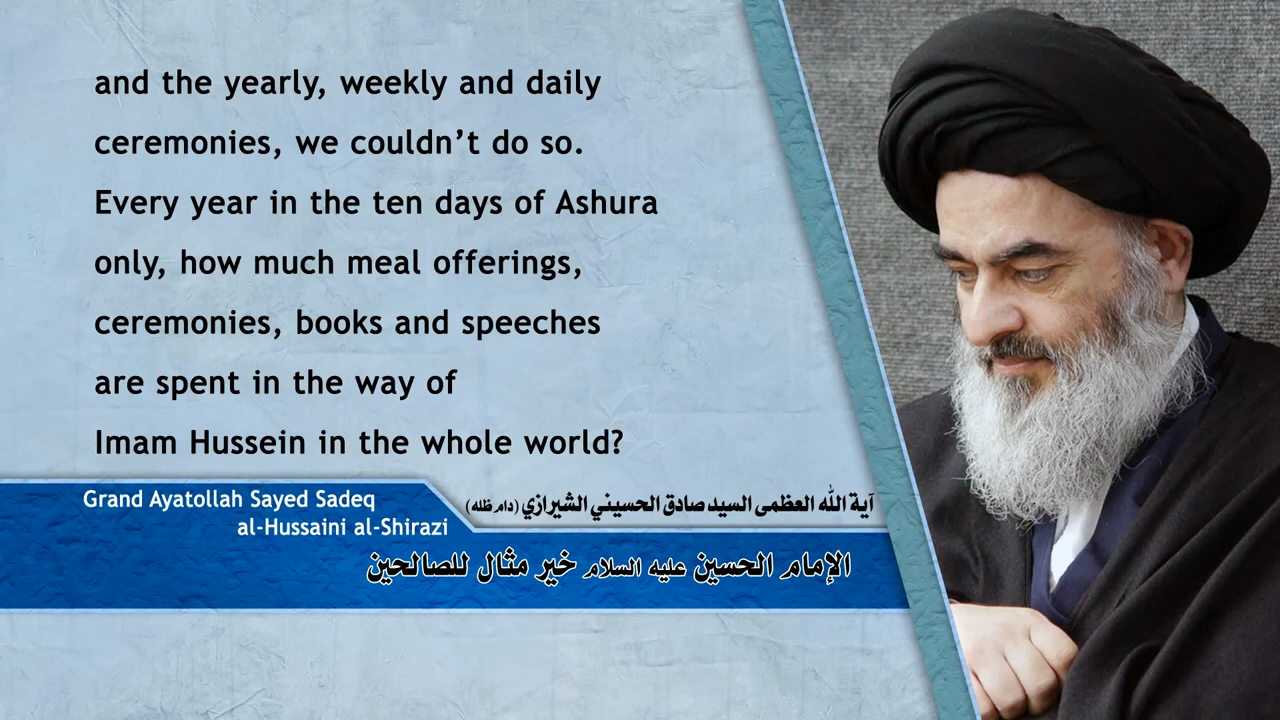 and the yearly, weekly and daily
ceremonies, we couldn’t do so.
Every year in the ten days of Ashura
only, how much meal offerings,
ceremonies, books and speeches
are spent in the way of
Imam Hussein in the whole world?
Grand Ayatollah Sayed Sadeq
al-Hussaini al-Shirazi
آية الله العظمى السيد صادق الحسيني الشيرازي (دام ظله)
الإمام الحسين عليه السلام خير مثال للصالحين